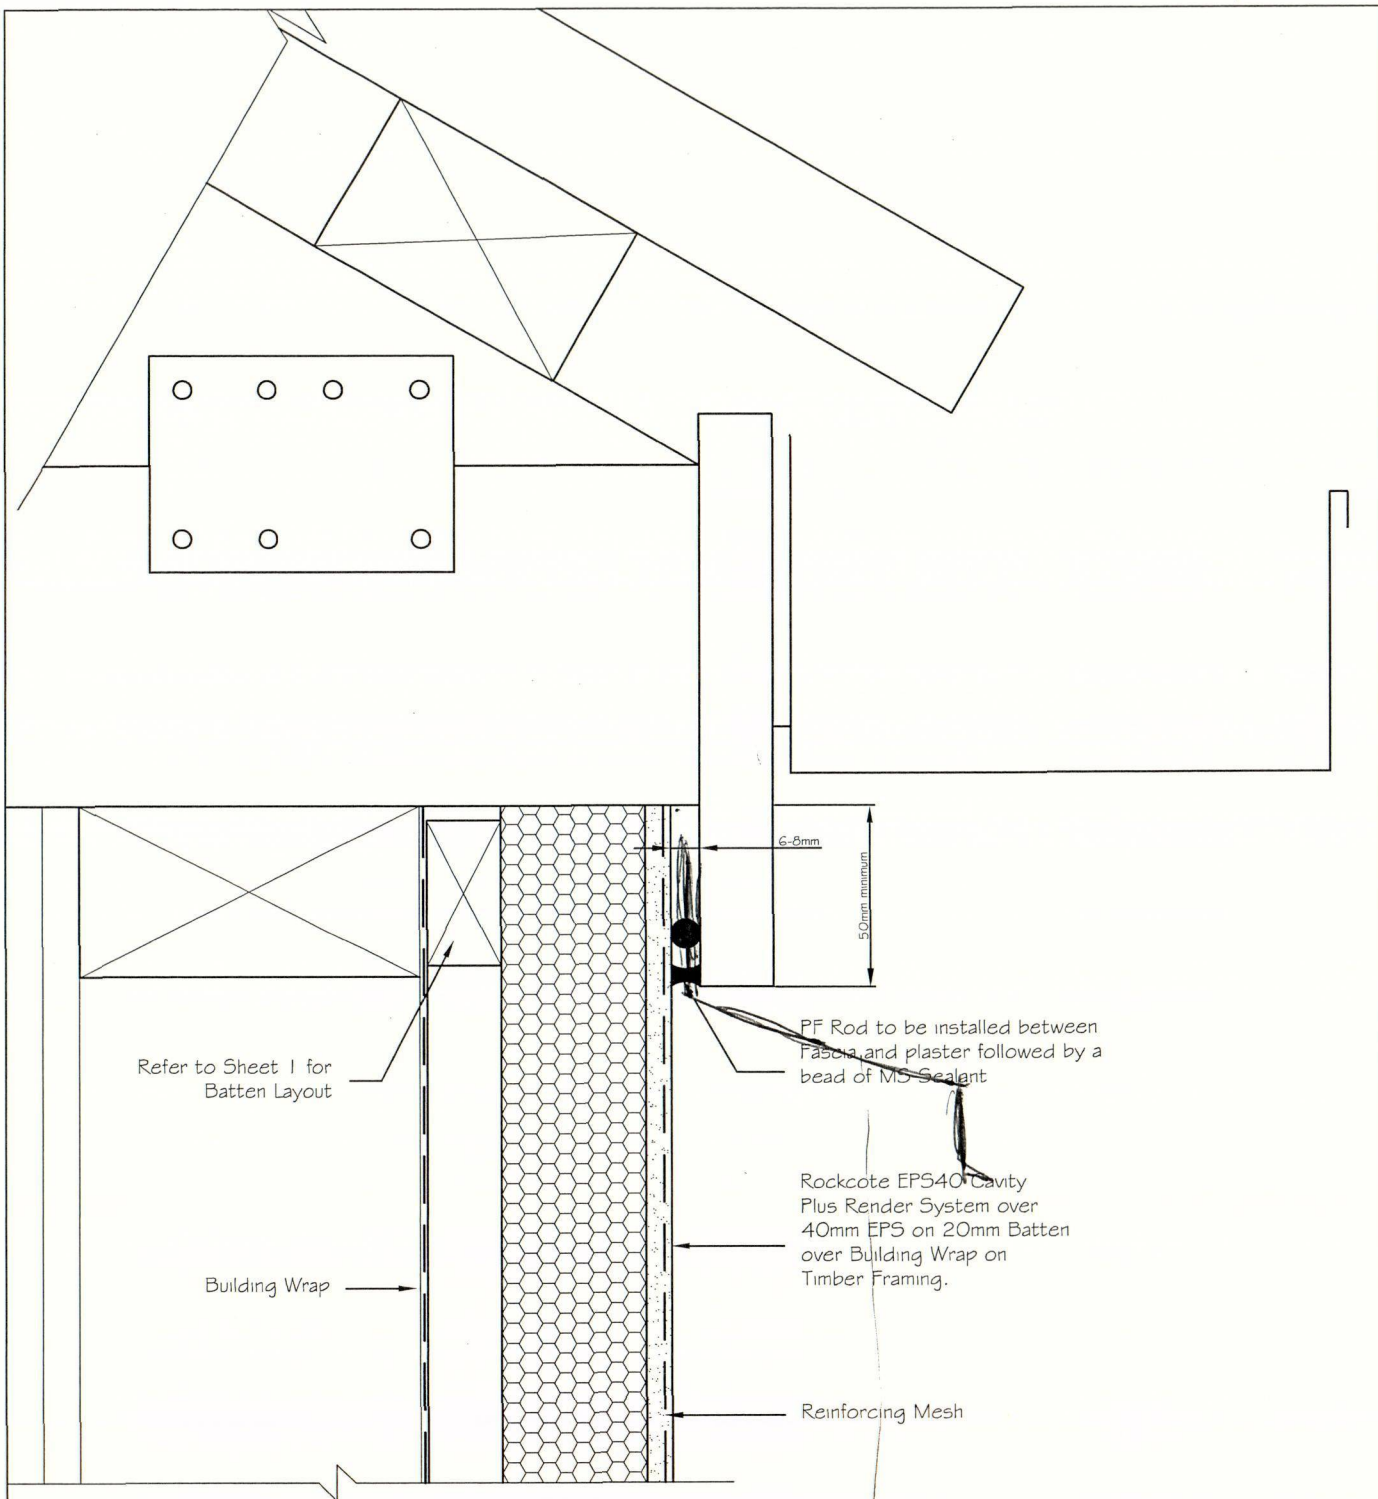 6-8mm
50mm minimum
PF Rod to be installed between
Fascia and plaster followed by a
bead of MS Sealant
Refer to Sheet 1 for
Batten Layout
Rockcote EPS40 Cavity
Plus Render System over
40mm EPS on 20mm Batten
over Building Wrap on
Timber Framing.
Building Wrap
Reinforcing Mesh